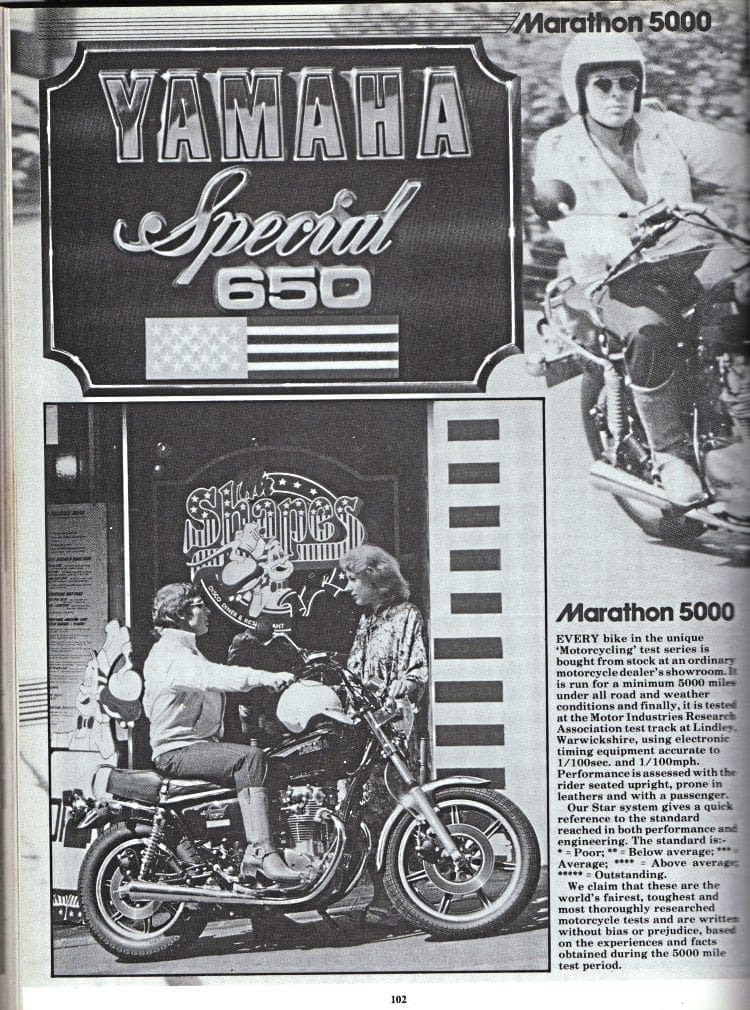 Marathon 5000
YAMAHA
Special
650
Shapes
DISCO DINER & RES
ANT
Marathon 5000
EVERY bike in the unique
'Motorcycling' test series is
bought from stock at an ordinary
motorcycle dealer's showroom. It
is run for a minimum 5000 miles
under all road and weather
conditions and finally, it is tested
at the Motor Industries Research
Association test track at Lindley,
Warwickshire, using electronic
timing equipment accurate to
1/100sec. and 1/100mph.
Performance is assessed with the
rider seated upright, prone in
leathers and with a passenger.
Our Star system gives a quick
reference to the standard
reached in both performance and
engineering. The standard is:-
* = Poor; ** = Below average; *** =
Average; **** = Above average;
***** = Outstanding.
We claim that these are the
world's fairest, toughest and
most thoroughly researched
motorcycle tests and are written
without bias or prejudice, based
on the experiences and facts
obtained during the 5000 mile
test period.
102